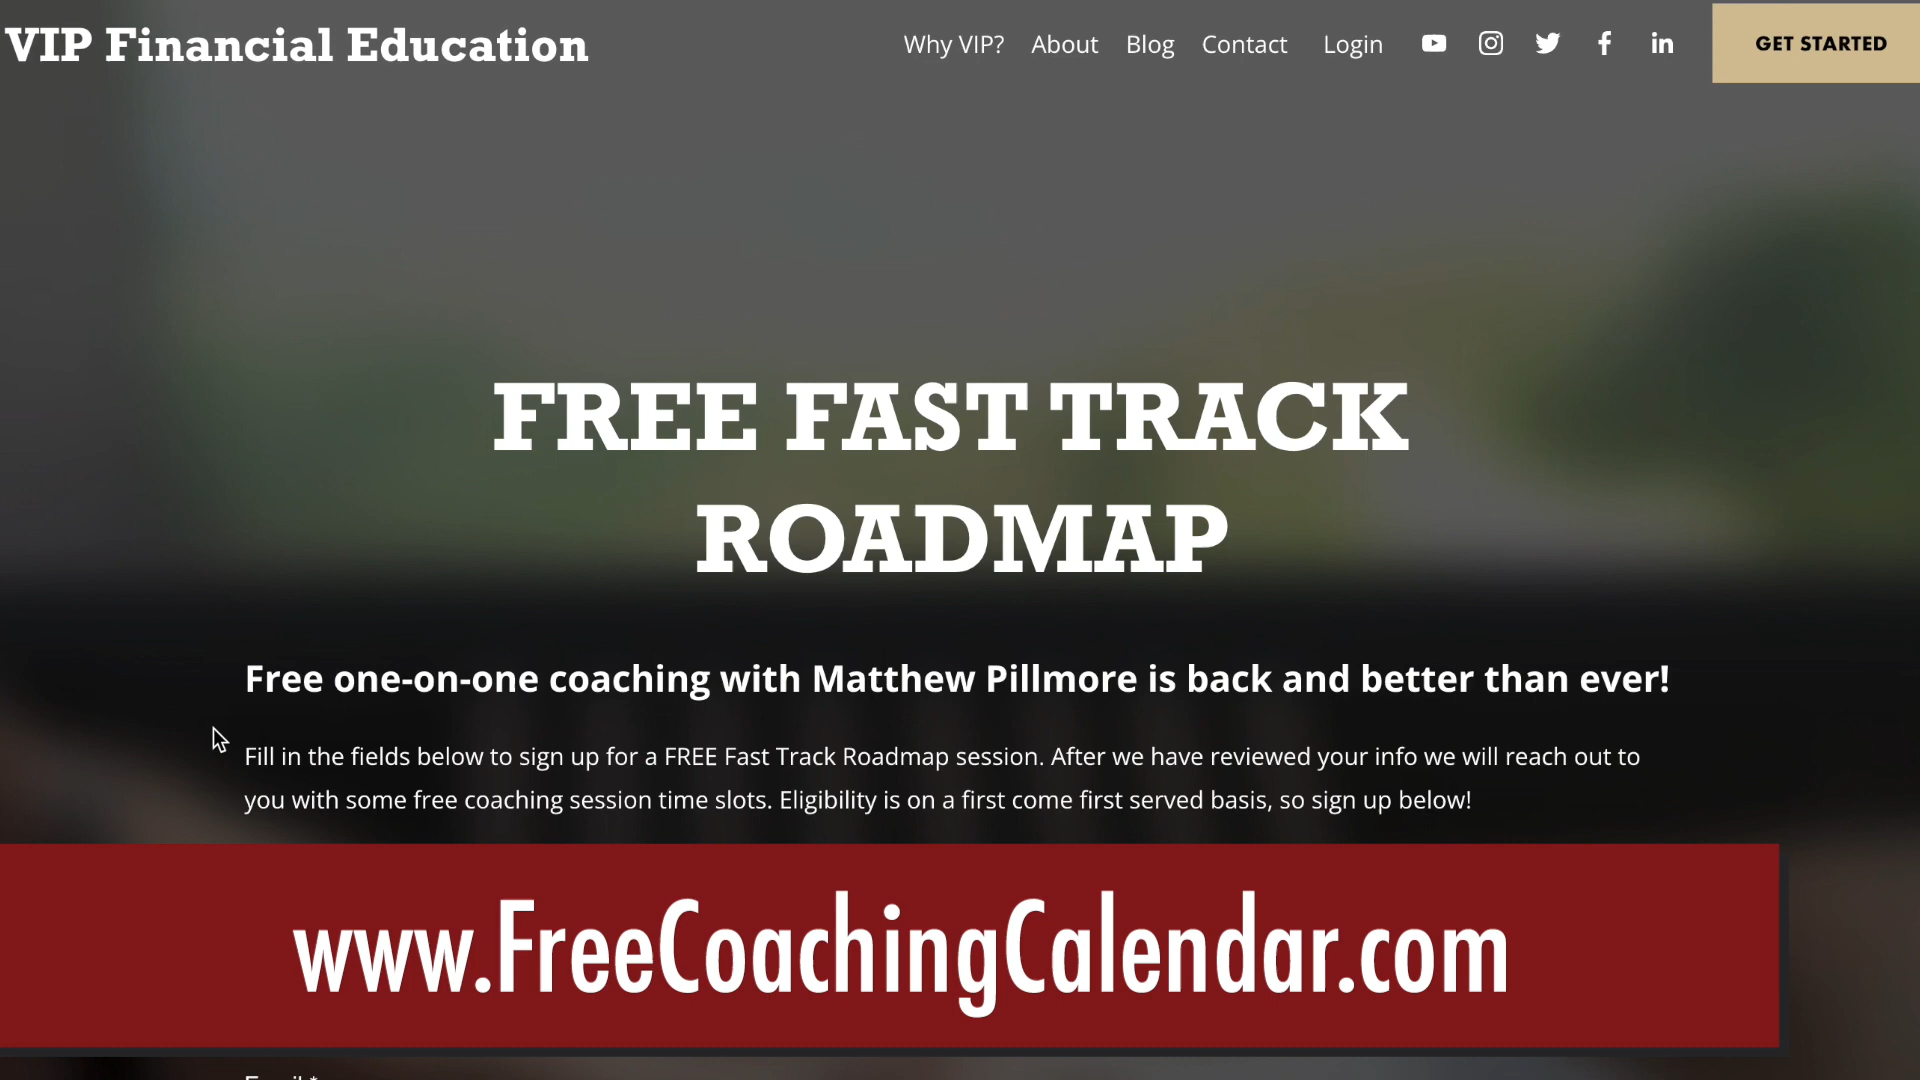 VIP Financial Education
Why VIP? About Blog Contact Login
GET STARTED
FREE FAST TRACK
ROADMAP
Free one-on-one coaching with Matthew Pillmore is back and better than ever!
Fill in the fields below to sign up for a FREE Fast Track Roadmap session. After we have reviewed your info we will reach out to
you with some free coaching session time slots. Eligibility is on a first come first served basis, so sign up below!
www.FreeCoachingCalendar.com